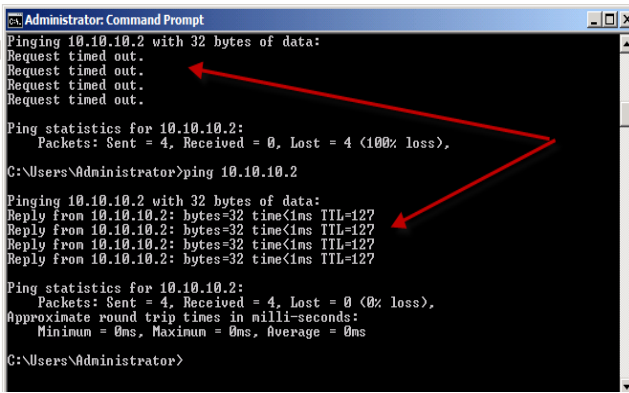 Administrator: Command Prompt
Pinging 10.10.10.2 with 32 bytes of data:
Request timed out.
Request timed out.
Request timed out.
Request timed out.
Ping statistics for 10.10.10.2:
Packets: Sent = 4, Received = 0, Lost = 4 (100% loss),
C:\Users\Administrator>ping 10.10.10.2
Pinging 10.10.10.2 with 32 bytes of data:
Reply from 10.10.10.2: bytes=32 time<1ms TTL=127
Reply from 10.10.10.2: bytes=32 time<1ms TTL=127
Reply from 10.10.10.2: bytes=32 time<1ms TTL=127
Reply from 10.10.10.2: bytes=32 time<1ms TTL=127
Ping statistics for 10.10.10.2:
Packets: Sent = 4, Received = 4, Lost = 0 (0% loss),
Approximate round trip times in milli-seconds:
Minimum = 0ms, Maximum = 0ms, Average = 0ms
C:\Users\Administrator>